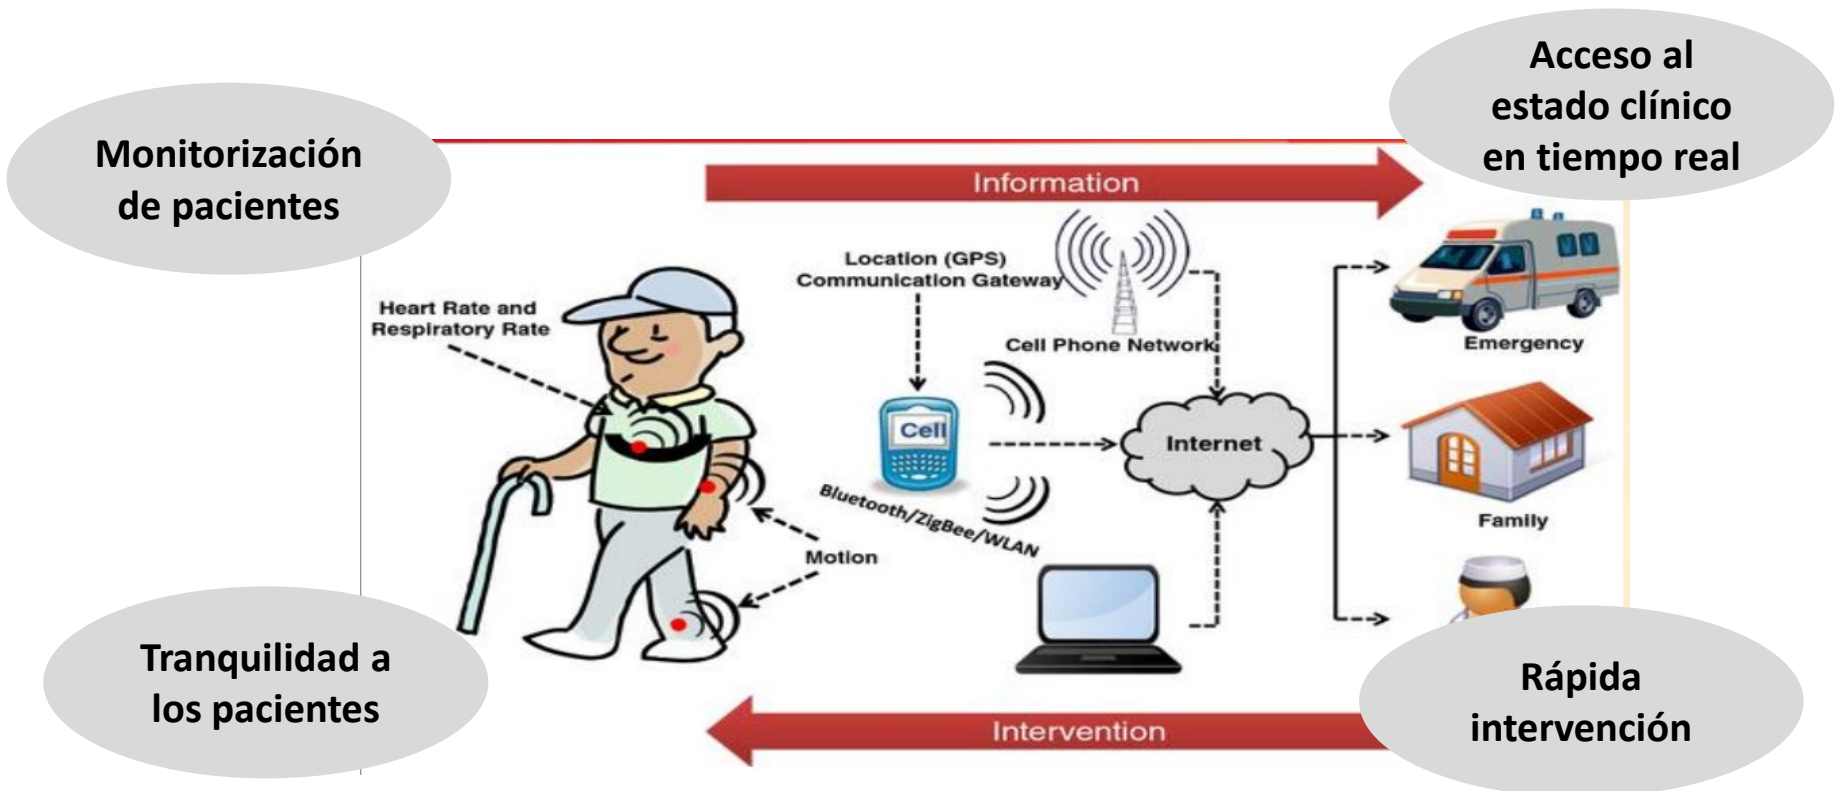 Acceso al
estado clínico
en tiempo real
Monitorización
de pacientes
Information
Location (GPS)
Communication Gateway
Heart Rate and
Respiratory Rate
Cell Phone Network
Emergency
Cell
Internet
Bluetooth/ZigBee/WLAN
Family
Motion
Tranquilidad a
los pacientes
Rápida
intervención
Intervention